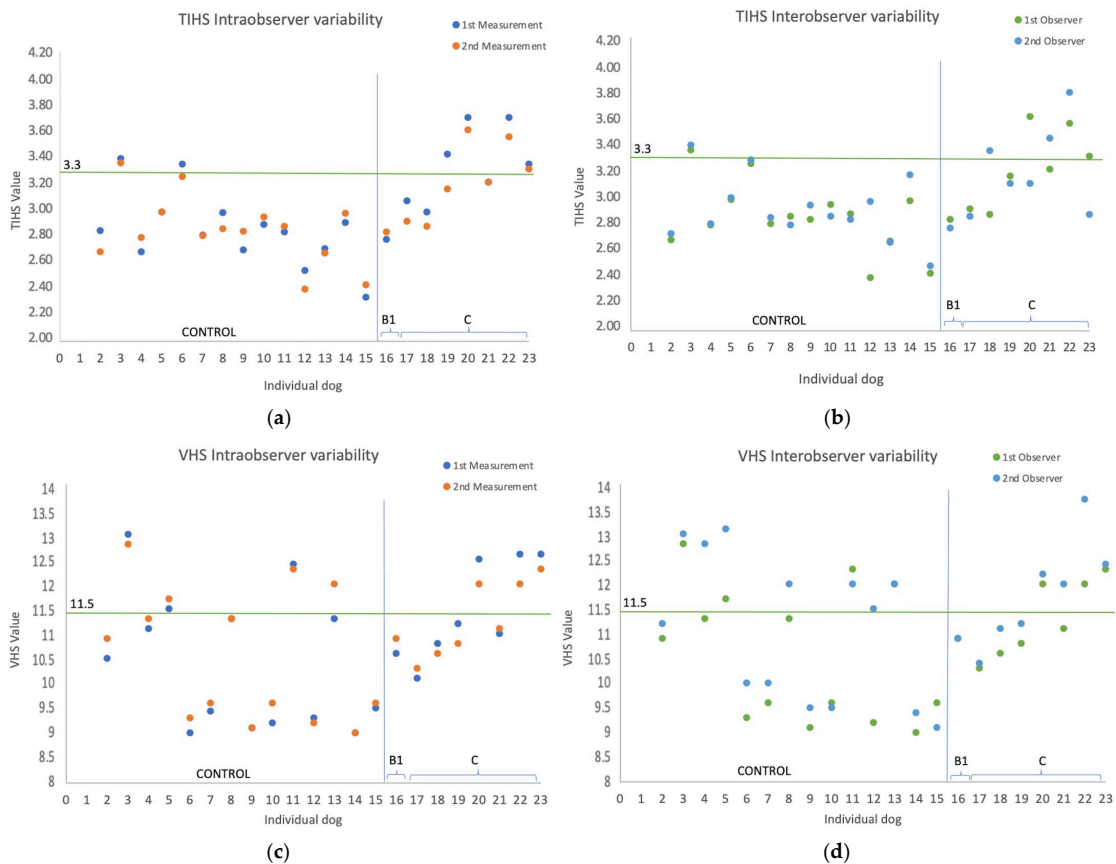 TIHS Intraobserver variability
1st Measurement
2nd Measurement
4.20
4.00
3.80
3.60
3.40
3.20
3.00
2.80
2.60
2.40
2.20
2.00
TIHS Value
3.3
CONTROL
B1
C
0 1 2 3 4 5 6 7 8 9 10 11 12 13 14 15 16 17 18 19 20 21 22 23
Individual dog
(a)
TIHS Interobserver variability
1st Observer
2nd Observer
4.20
4.00
3.80
3.60
3.40
3.20
3.00
2.80
2.60
2.40
2.20
2.00
TIHS Value
3.3
CONTROL
B1
C
0 1 2 3 4 5 6 7 8 9 10 11 12 13 14 15 16 17 18 19 20 21 22 23
Individual dog
(b)
VHS Intraobserver variability
1st Measurement
2nd Measurement
14
13.5
13
12.5
12
11.5
11
10.5
10
9.5
9
8.5
8
VHS Value
11.5
CONTROL
B1
C
0 1 2 3 4 5 6 7 8 9 10 11 12 13 14 15 16 17 18 19 20 21 22 23
Individual dog
(c)
VHS Interobserver variability
1st Observer
2nd Observer
14
13.5
13
12.5
12
11.5
11
10.5
10
9.5
9
8.5
8
VHS Value
11.5
CONTROL
B1
C
0 1 2 3 4 5 6 7 8 9 10 11 12 13 14 15 16 17 18 19 20 21 22 23
Individual dog
(d)